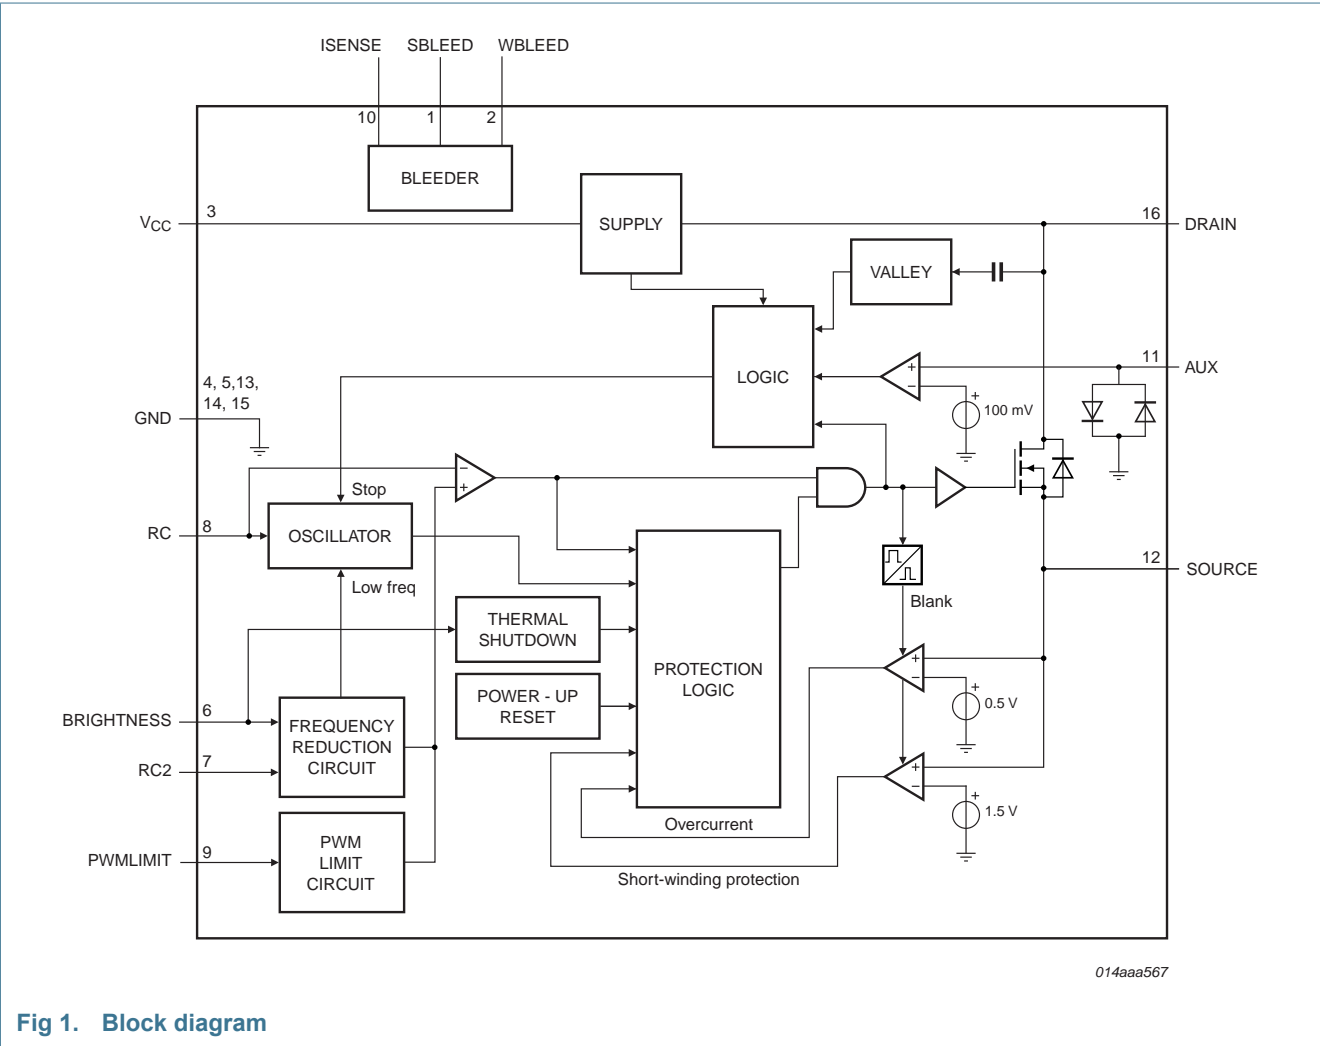 ISENSE SBLEED WBLEED
10 1 2
BLEEDER
VCC 3
SUPPLY
16 DRAIN
VALLEY
LOGIC
11 AUX
+
−
+
100 mV
4, 5,13,
14, 15
GND
−
+
Stop
RC 8
OSCILLATOR
Low freq
12 SOURCE
Blank
THERMAL
SHUTDOWN
PROTECTION
LOGIC
+
−
+
0.5 V
POWER - UP
RESET
BRIGHTNESS 6
FREQUENCY
REDUCTION
CIRCUIT
RC2 7
+
−
+
1.5 V
Overcurrent
PWMLIMIT 9
PWM
LIMIT
CIRCUIT
Short-winding protection
014aaa567
Fig 1. Block diagram